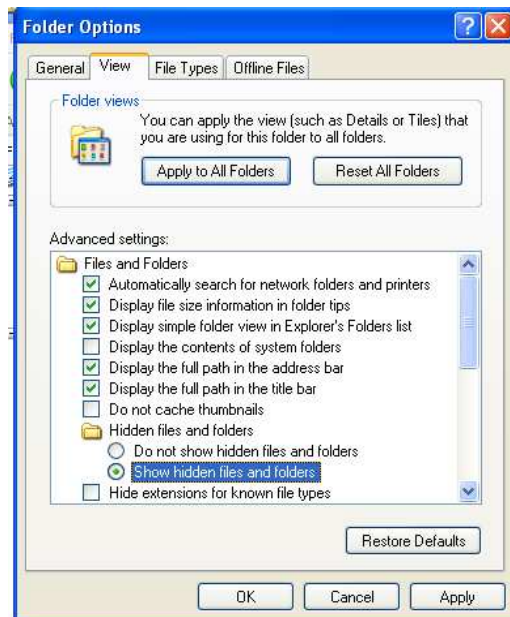 Folder Options
General
View
File Types
Offline Files
Folder views
You can apply the view (such as Details or Tiles) that
you are using for this folder to all folders.
Apply to All Folders
Reset All Folders
Advanced settings:
Files and Folders
Automatically search for network folders and printers
Display file size information in folder tips
Display simple folder view in Explorer's Folders list
Display the contents of system folders
Display the full path in the address bar
Display the full path in the title bar
Do not cache thumbnails
Hidden files and folders
Do not show hidden files and folders
Show hidden files and folders
Hide extensions for known file types
Restore Defaults
OK
Cancel
Apply